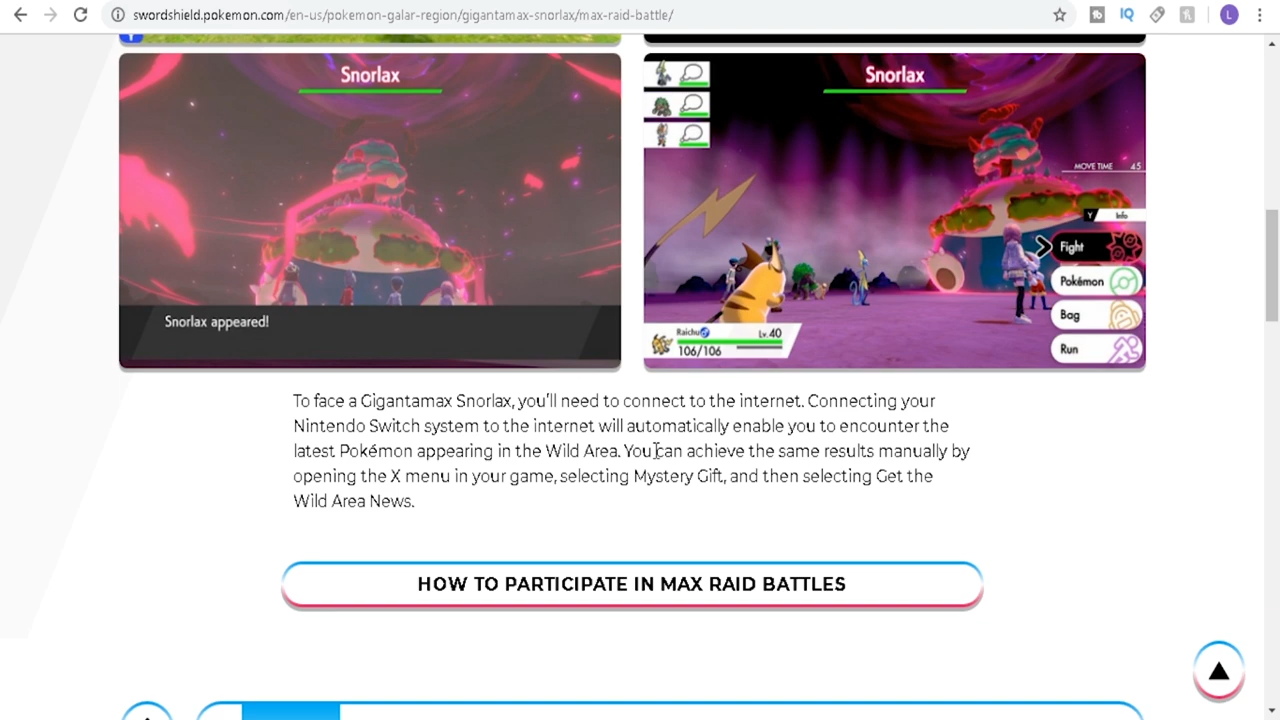 swordshield.pokemon.com/en-us/pokemon-galar-region/gigantamax-snorlax/max-raid-battle/
IQ
L
Snorlax
Snorlax appeared!
Snorlax
MOVE TIME 45
Y Info
Fight
Pokémon
Bag
Run
Raichu♂ Lv.40
106/106
To face a Gigantamax Snorlax, you'll need to connect to the internet. Connecting your
Nintendo Switch system to the internet will automatically enable you to encounter the
latest Pokémon appearing in the Wild Area. You can achieve the same results manually by
opening the X menu in your game, selecting Mystery Gift, and then selecting Get the
Wild Area News.
HOW TO PARTICIPATE IN MAX RAID BATTLES